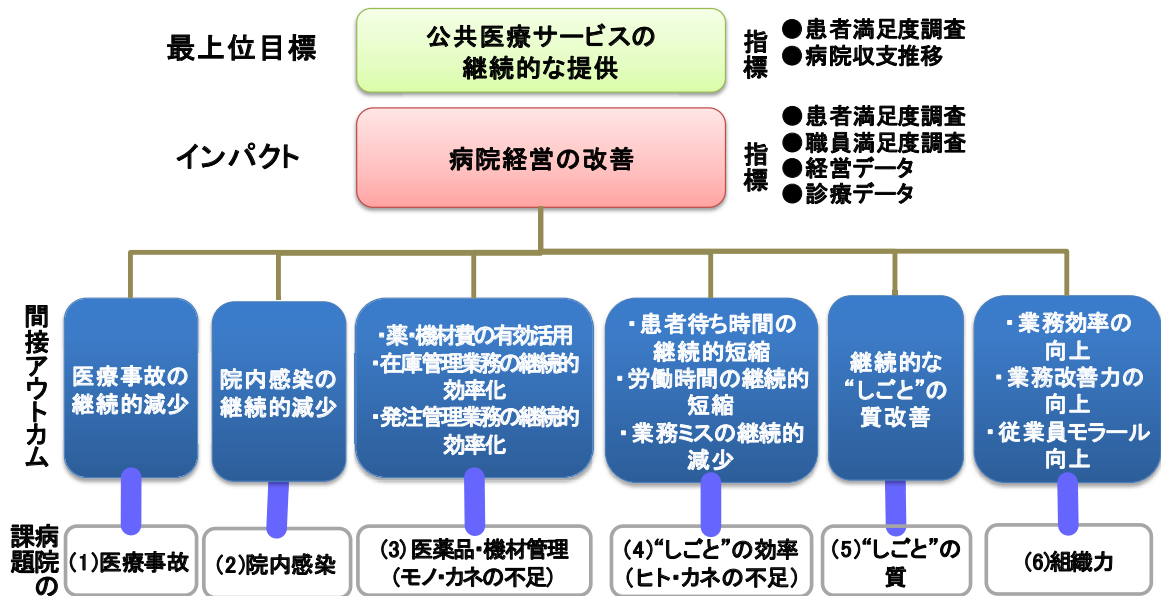 最上位目標
公共医療サービスの
継続的な提供
指標
●患者満足度調査
●病院収支推移
インパクト
病院経営の改善
指標
●患者満足度調査
●職員満足度調査
●経営データ
●診療データ
間接アウトカム
医療事故の
継続的減少
院内感染の
継続的減少
・薬・機材費の有効活用
・在庫管理業務の継続的
効率化
・発注管理業務の継続的
効率化
・患者待ち時間の
継続的短縮
・労働時間の継続的
短縮
・業務ミスの継続的
減少
継続的な
“しごと”の
質改善
・業務効率の
向上
・業務改善力の
向上
・従業員モラール
向上
病院の
課題
(1)医療事故
(2)院内感染
(3)医薬品・機材管理
(モノ・カネの不足)
(4)“しごと”の効率
(ヒト・カネの不足)
(5)“しごと”の
質
(6)組織力